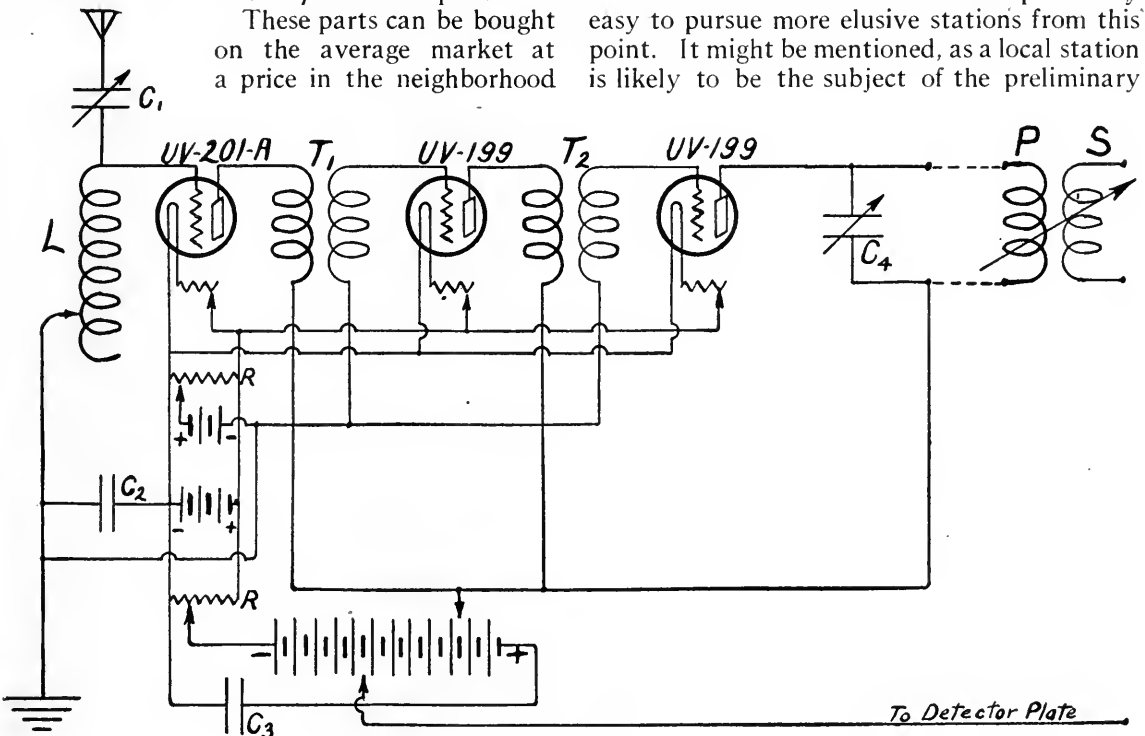 These parts can be bought
on the average market at
a price in the neighborhood
easy to pursue more elusive stations from this
point. It might be mentioned, as a local station
is likely to be the subject of the preliminary
C₁
UV-201-A T₁ UV-199 T₂ UV-199 P S
L
C₄
R
+ -
C₂
- +
R
- +
C₃
To Detector Plate